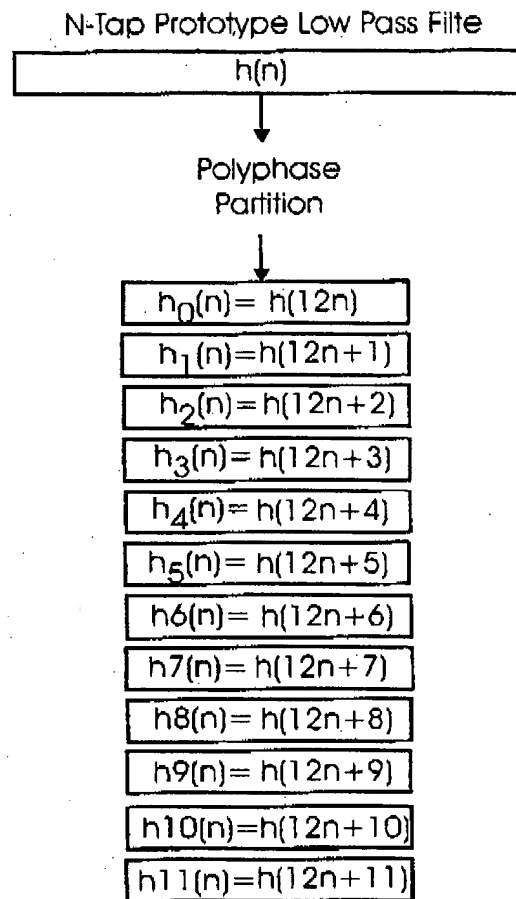 N-Tap Prototype Low Pass Filte
h(n)
Polyphase
Partition
h₀(n)= h(12n)
h₁(n)=h(12n+1)
h₂(n)=h(12n+2)
h₃(n)=h(12n+3)
h₄(n)= h(12n+4)
h₅(n)= h(12n+5)
h6(n)= h(12n+6)
h7(n)= h(12n+7)
h8(n)= h(12n+8)
h9(n)= h(12n+9)
h10(n)=h(12n+10)
h11(n)=h(12n+11)